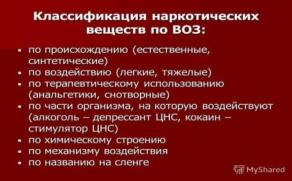 Классификация наркотических
веществ по ВОЗ:
• по происхождению (естественные,
синтетические)
• по воздействию (легкие, тяжелые)
• по терапевтическому использованию
(анальгетики, снотворные)
• по части организма, на которую воздействуют
(алкоголь – депрессант ЦНС, кокаин –
стимулятор ЦНС)
• по химическому строению
• по механизму воздействия
• по названию на сленге
MyShared